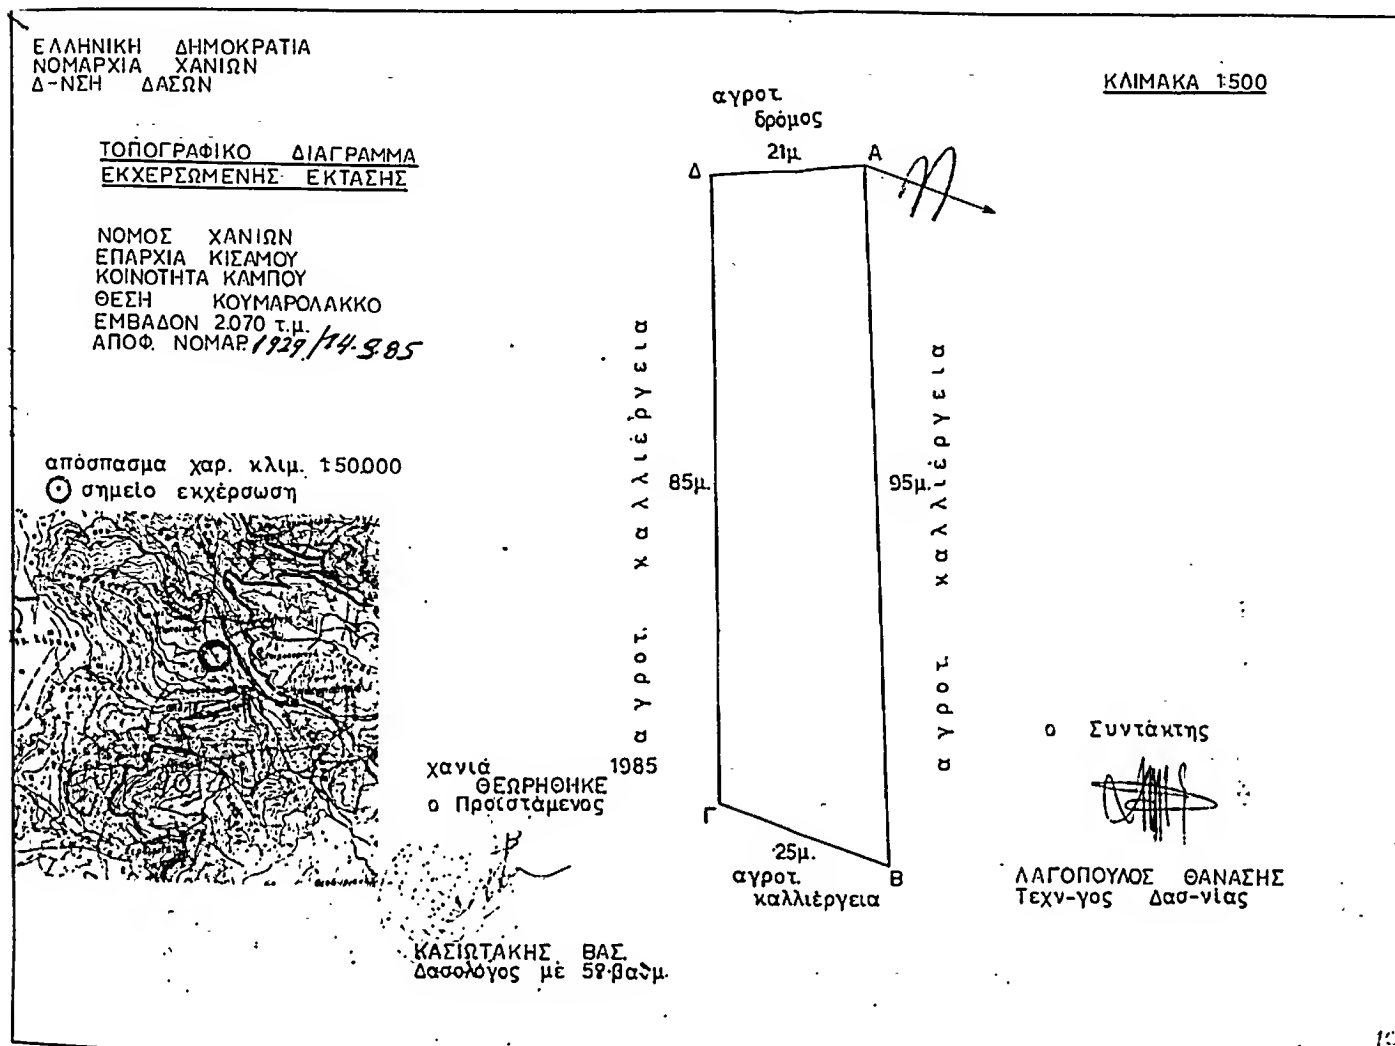 ΕΛΛΗΝΙΚΗ ΔΗΜΟΚΡΑΤΙΑ
ΝΟΜΑΡΧΙΑ ΧΑΝΙΩΝ
Δ-ΝΣΗ ΔΑΣΩΝ
ΚΛΙΜΑΚΑ 1:500
ΤΟΠΟΓΡΑΦΙΚΟ ΔΙΑΓΡΑΜΜΑ
ΕΚΧΕΡΣΩΜΕΝΗΣ ΕΚΤΑΣΗΣ
ΝΟΜΟΣ ΧΑΝΙΩΝ
ΕΠΑΡΧΙΑ ΚΙΣΑΜΟΥ
ΚΟΙΝΟΤΗΤΑ ΚΑΜΠΟΥ
ΘΕΣΗ ΚΟΥΜΑΡΟΛΑΚΚΟ
ΕΜΒΑΔΟΝ 2.070 τ.μ.
ΑΠΟΦ. ΝΟΜΑΡ. 1929/14-9-85
απόσπασμα χαρ. κλιμ. 1:50.000
σημείο εκχέρσωση
αγροτ.
δρόμος
21μ.
Δ
Α
αγροτ. καλλιέργεια
85μ.
95μ.
αγροτ. καλλιέργεια
Γ
25μ.
Β
αγροτ.
καλλιέργεια
χανιά 1985
ΘΕΩΡΗΘΗΚΕ
ο Προϊστάμενος
ΚΑΣΙΩΤΑΚΗΣ ΒΑΣ.
Δασολόγος με 5º βαθμ.
ο Συντάκτης
ΛΑΓΟΠΟΥΛΟΣ ΘΑΝΑΣΗΣ
Τεχν-γος Δασ-νίας